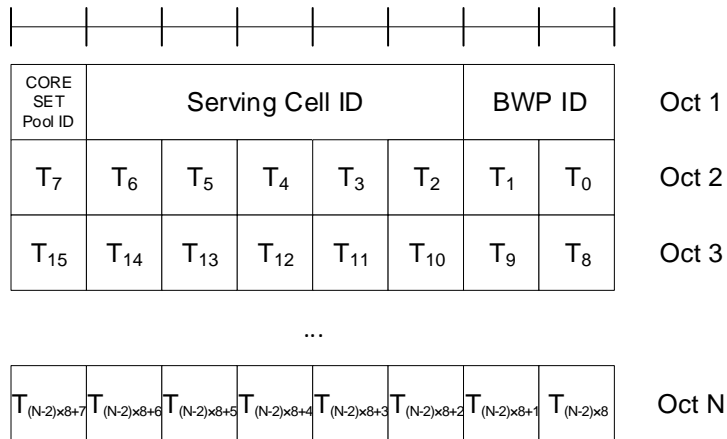 CORE SET Pool ID Serving Cell ID BWP ID Oct 1
T7 T6 T5 T4 T3 T2 T1 T0 Oct 2
T15 T14 T13 T12 T11 T10 T9 T8 Oct 3
...
T(N-2)×8+7 T(N-2)×8+6 T(N-2)×8+5 T(N-2)×8+4 T(N-2)×8+3 T(N-2)×8+2 T(N-2)×8+1 T(N-2)×8 Oct N